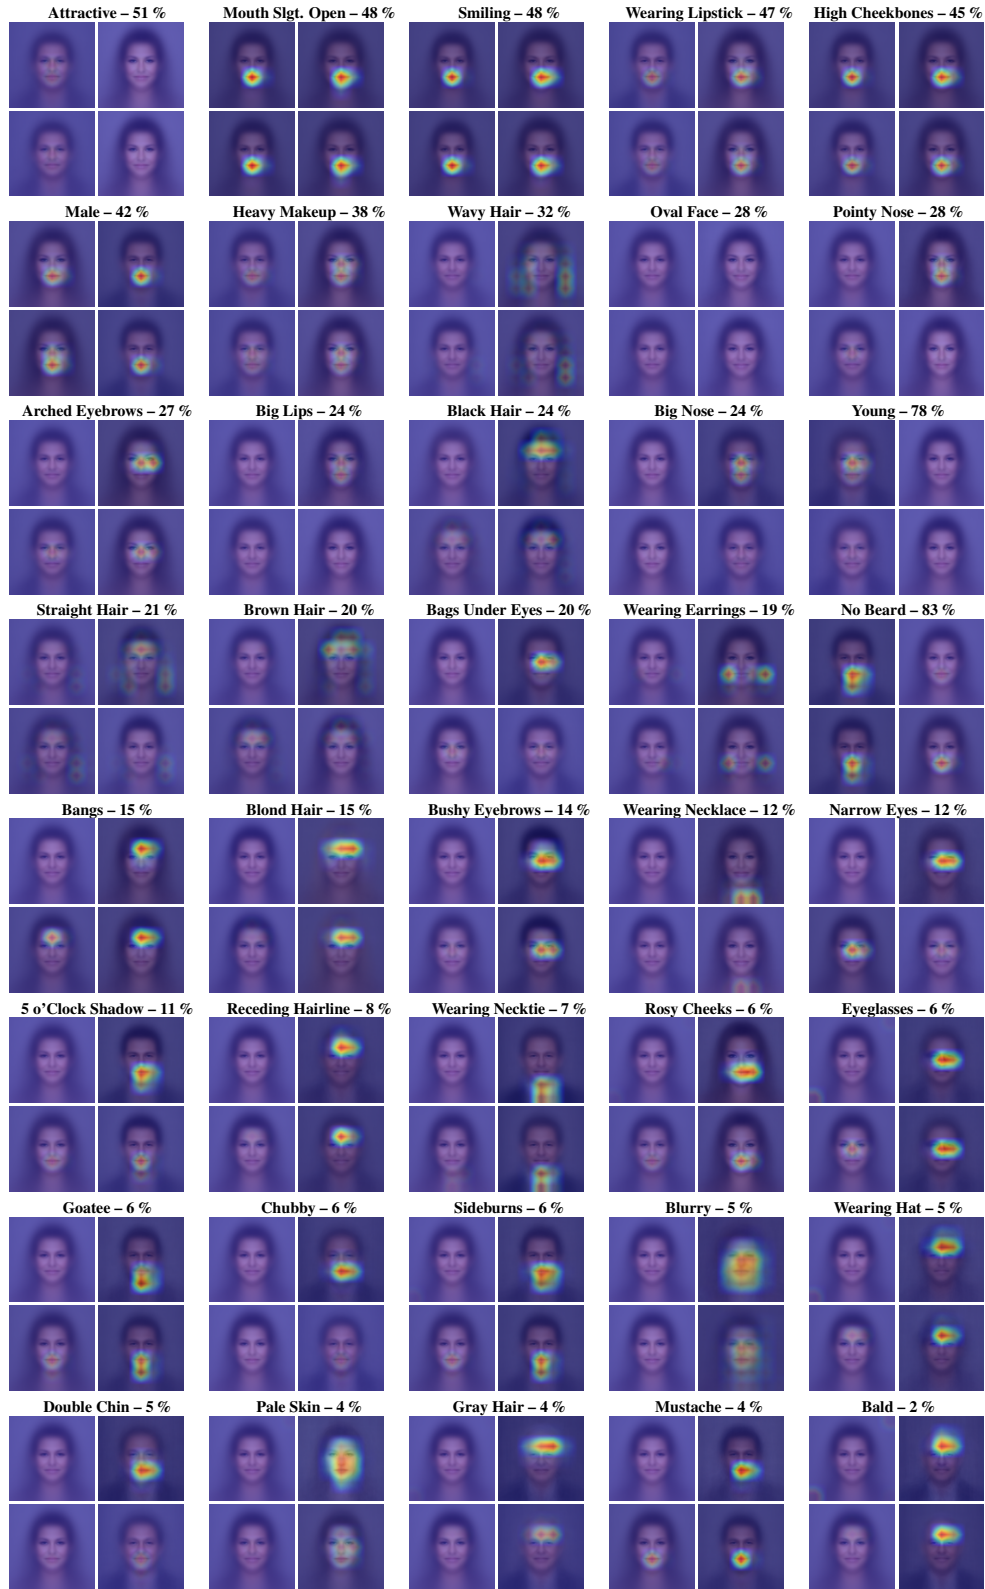 Attractive – 51 %
Mouth Slgt. Open – 48 %
Smiling – 48 %
Wearing Lipstick – 47 %
High Cheekbones – 45 %
Male – 42 %
Heavy Makeup – 38 %
Wavy Hair – 32 %
Oval Face – 28 %
Pointy Nose – 28 %
Arched Eyebrows – 27 %
Big Lips – 24 %
Black Hair – 24 %
Big Nose – 24 %
Young – 78 %
Straight Hair – 21 %
Brown Hair – 20 %
Bags Under Eyes – 20 %
Wearing Earrings – 19 %
No Beard – 83 %
Bangs – 15 %
Blond Hair – 15 %
Bushy Eyebrows – 14 %
Wearing Necklace – 12 %
Narrow Eyes – 12 %
5 o’Clock Shadow – 11 %
Receding Hairline – 8 %
Wearing Necktie – 7 %
Rosy Cheeks – 6 %
Eyeglasses – 6 %
Goatee – 6 %
Chubby – 6 %
Sideburns – 6 %
Blurry – 5 %
Wearing Hat – 5 %
Double Chin – 5 %
Pale Skin – 4 %
Gray Hair – 4 %
Mustache – 4 %
Bald – 2 %